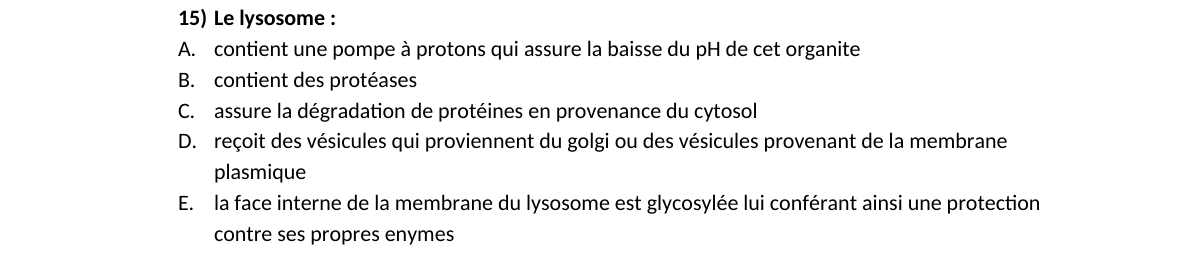 15) Le lysosome :
A. contient une pompe à protons qui assure la baisse du pH de cet organite
B. contient des protéases
C. assure la dégradation de protéines en provenance du cytosol
D. reçoit des vésicules qui proviennent du golgi ou des vésicules provenant de la membrane
plasmique
E. la face interne de la membrane du lysosome est glycosylée lui conférant ainsi une protection
contre ses propres enymes